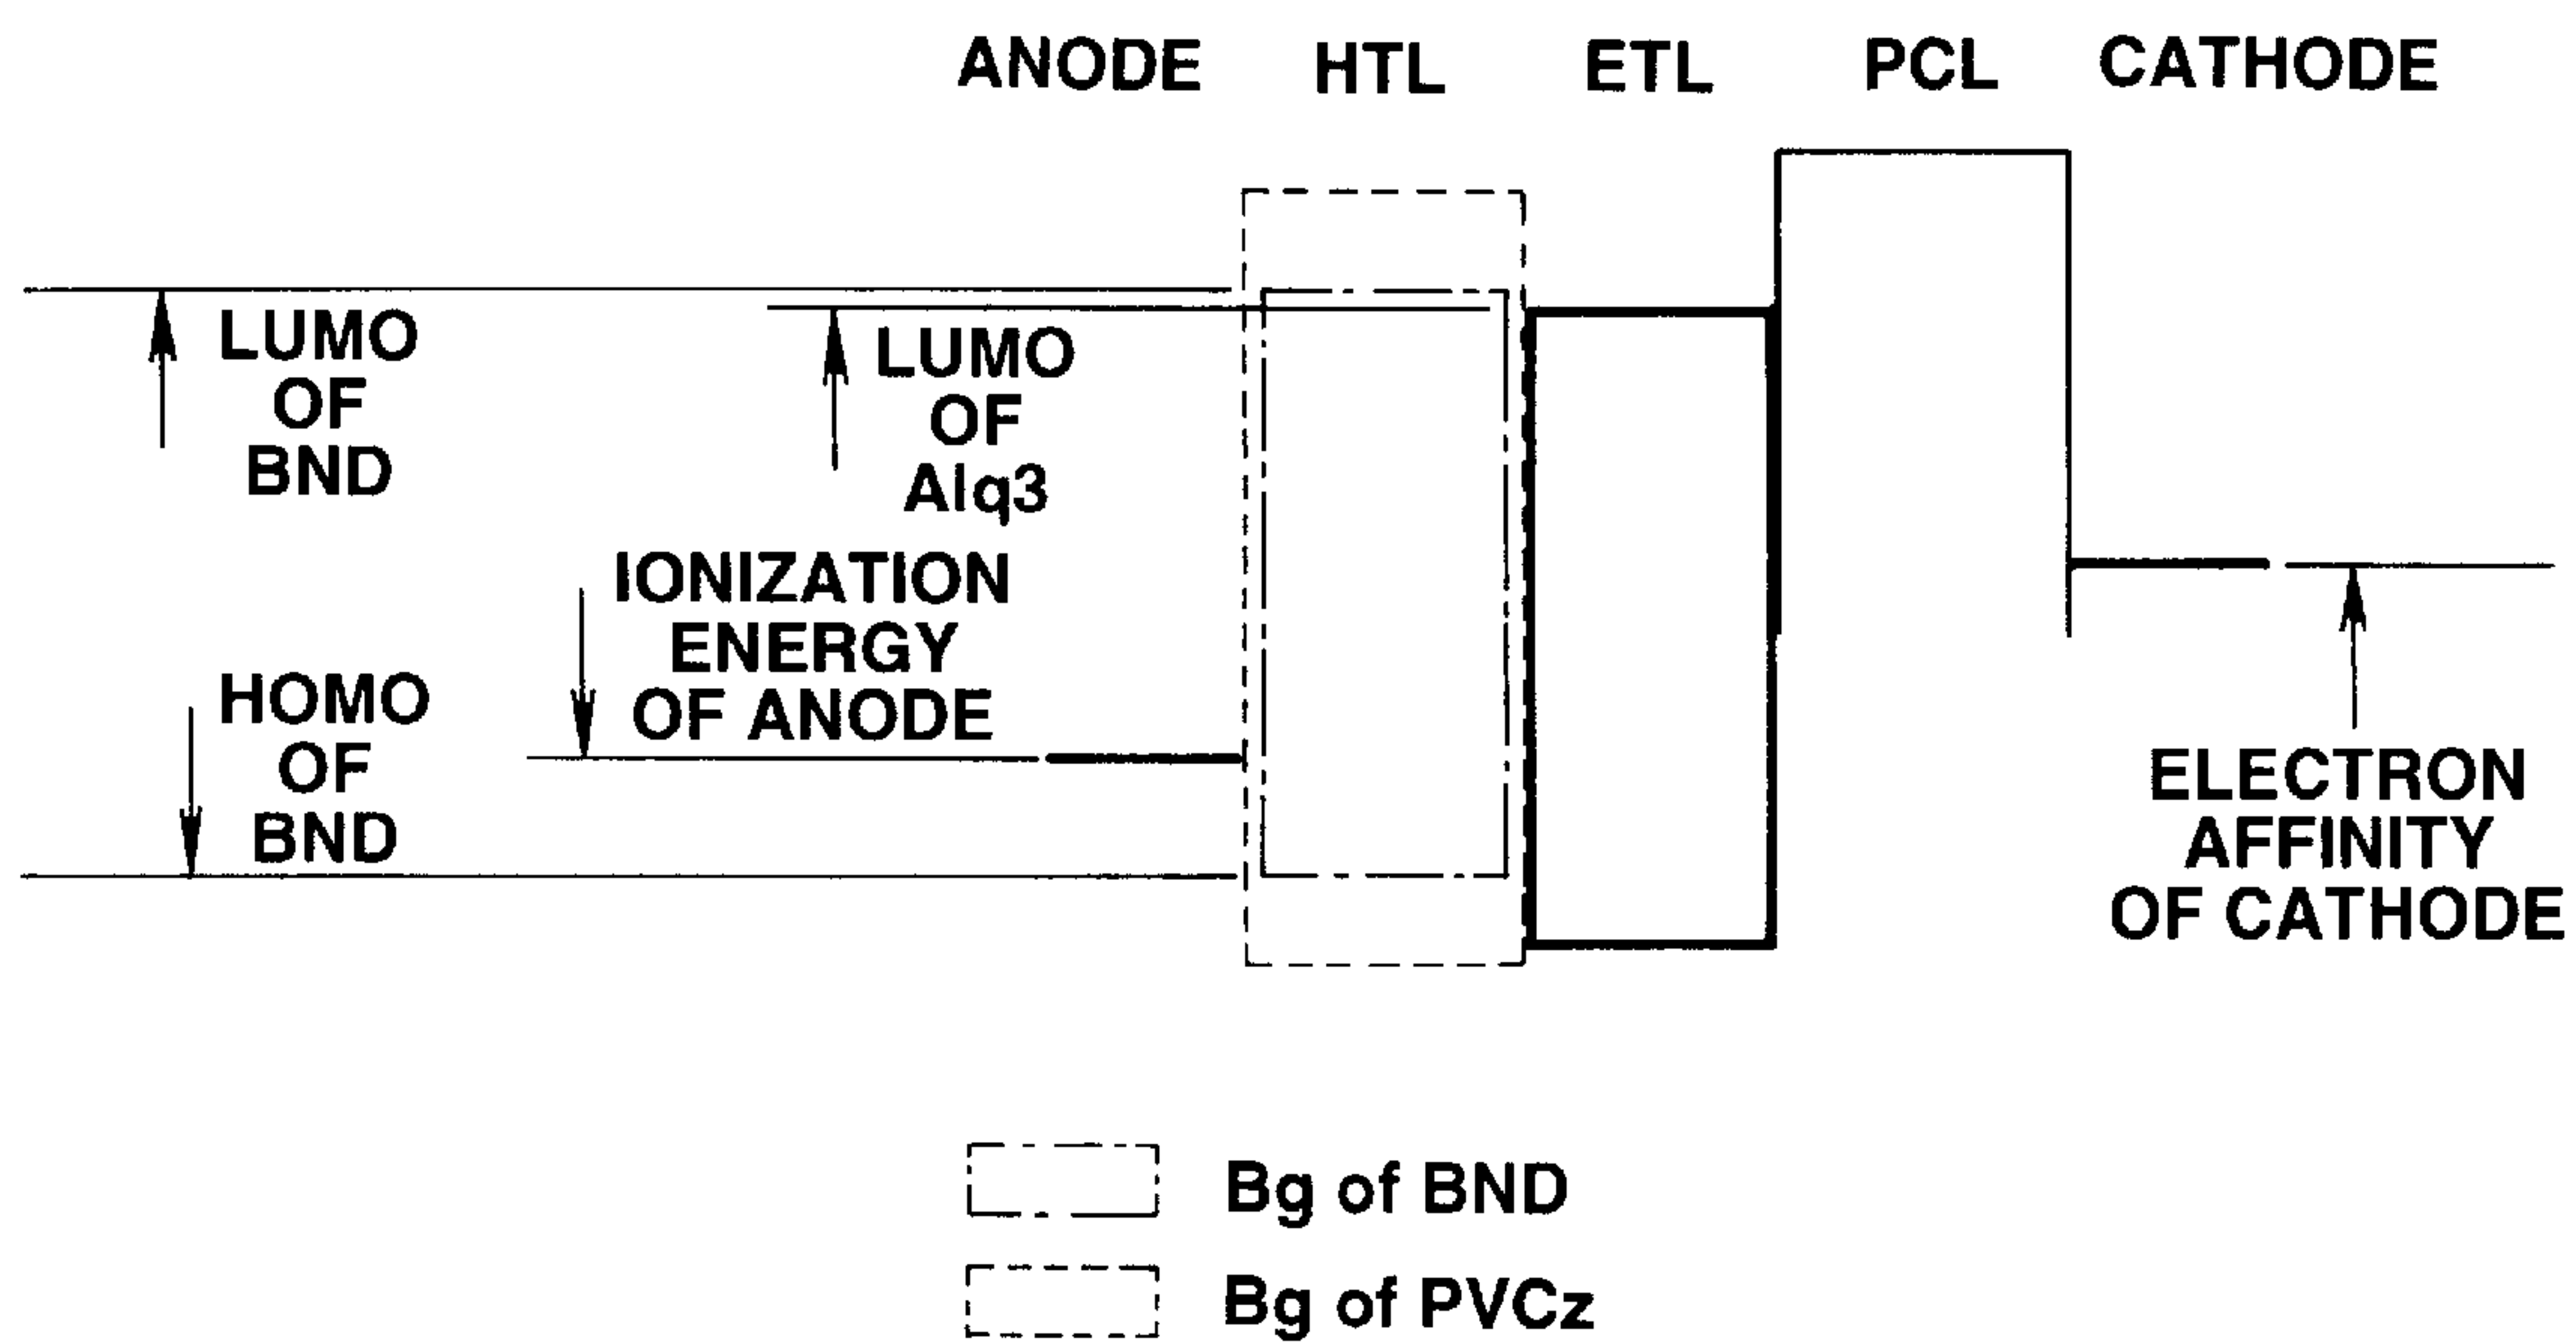 ANODE HTL ETL PCL CATHODE
LUMO
OF
BND
LUMO
OF
Alq3
IONIZATION
ENERGY
OF ANODE
HOMO
OF
BND
ELECTRON
AFFINITY
OF CATHODE
Bg of BND
Bg of PVCz